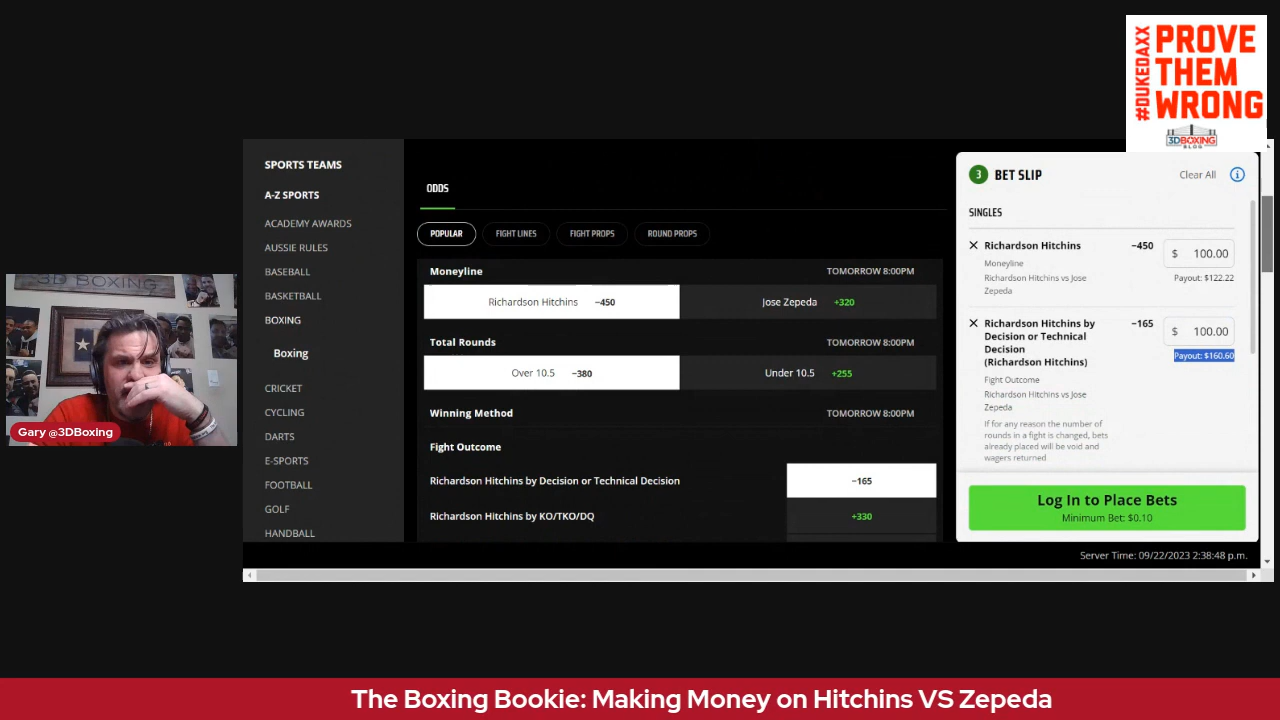 #DUKEDAXX
PROVE
THEM
WRONG
3DBOXING
BLOG
3D BOXING
Gary @3DBoxing
SPORTS TEAMS
A-Z SPORTS
ACADEMY AWARDS
AUSSIE RULES
BASEBALL
BASKETBALL
BOXING
Boxing
CRICKET
CYCLING
DARTS
E-SPORTS
FOOTBALL
GOLF
HANDBALL
ODDS
POPULAR
FIGHT LINES
FIGHT PROPS
ROUND PROPS
Moneyline TOMORROW 8:00PM
Richardson Hitchins −450 Jose Zepeda +320
Total Rounds TOMORROW 8:00PM
Over 10.5 −380 Under 10.5 +255
Winning Method TOMORROW 8:00PM
Fight Outcome
Richardson Hitchins by Decision or Technical Decision −165
Richardson Hitchins by KO/TKO/DQ +330
3 BET SLIP Clear All i
SINGLES
Richardson Hitchins −450 $ 100.00
Moneyline Payout: $122.22
Richardson Hitchins vs Jose
Zepeda
Richardson Hitchins by −165 $ 100.00
Decision or Technical
Decision Payout: $160.60
(Richardson Hitchins)
Fight Outcome
Richardson Hitchins vs Jose
Zepeda
If for any reason the number of
rounds in a fight is changed, bets
already placed will be void and
wagers returned
Log In to Place Bets
Minimum Bet: $0.10
Server Time: 09/22/2023 2:38:48 p.m.
The Boxing Bookie: Making Money on Hitchins VS Zepeda